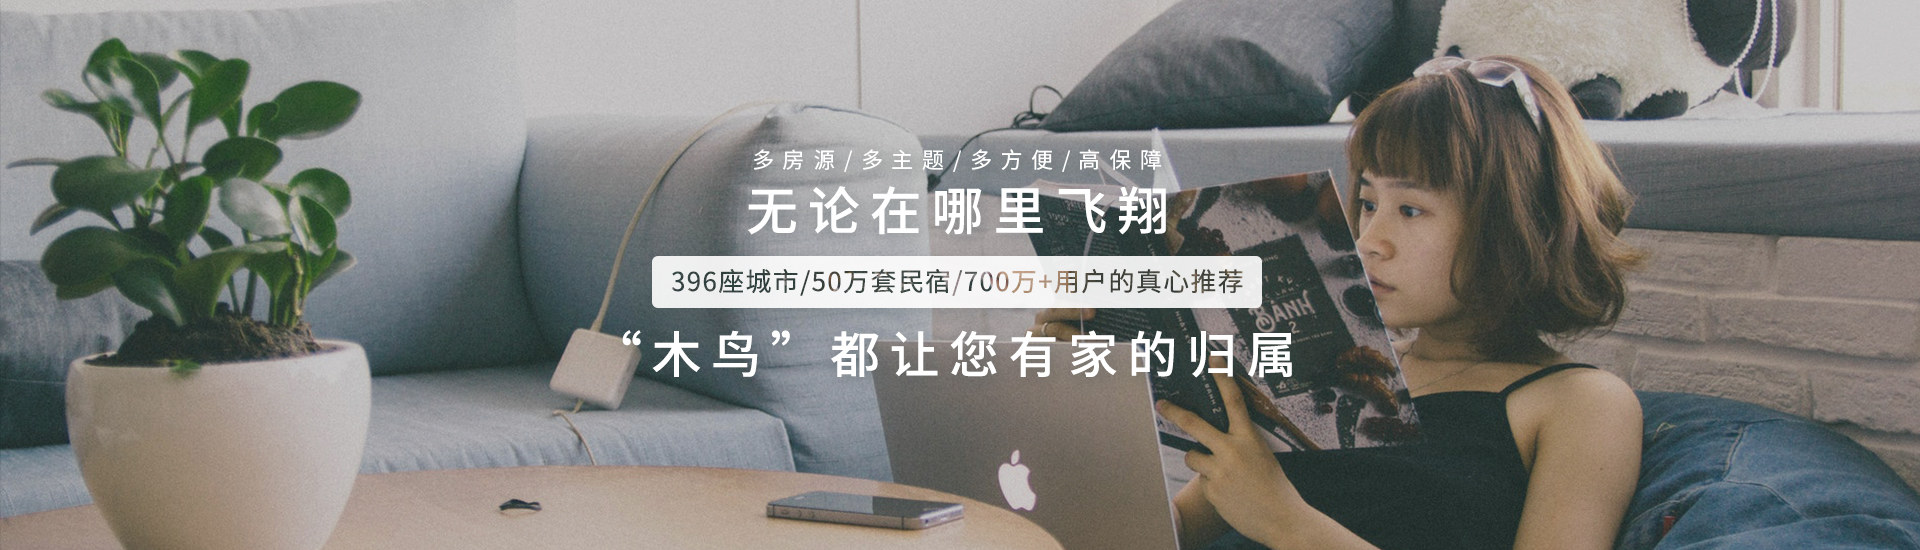 多房源/多主题/多方便/高保障
无论在哪里飞翔
396座城市/50万套民宿/700万+用户的真心推荐
“木鸟”都让您有家的归属
BÁNH
2